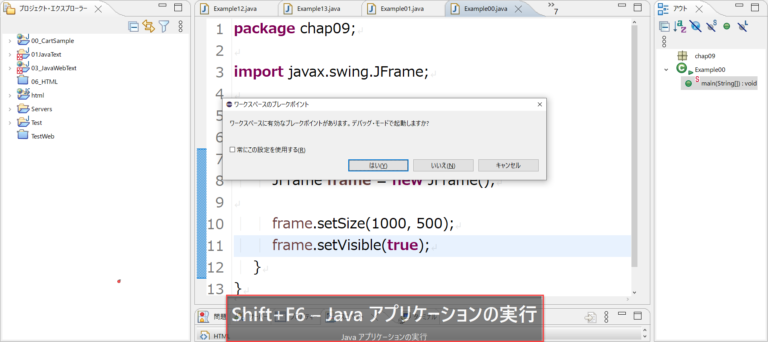 プロジェクト・エクスプローラー
00_CartSample
01JavaText
03_JavaWebText
06_HTML
html
Servers
Test
TestWeb
Example12.java
Example13.java
Example01.java
Example00.java
»7
1 package chap09;
2
3 import javax.swing.JFrame;
4
ワークスペースのブレークポイント
ワークスペースに有効なブレークポイントがあります。デバッグ・モードで起動しますか?
常にこの設定を使用する(R)
はい(Y)
いいえ(N)
キャンセル
7
8 JFrame frame = new JFrame();
9
10 frame.setSize(1000, 500);
11 frame.setVisible(true);
12 }
13 }
Shift+F6 – Java アプリケーションの実行
Java アプリケーションの実行
問題
HTML
アウト
chap09
Example00
main(String[]) : void